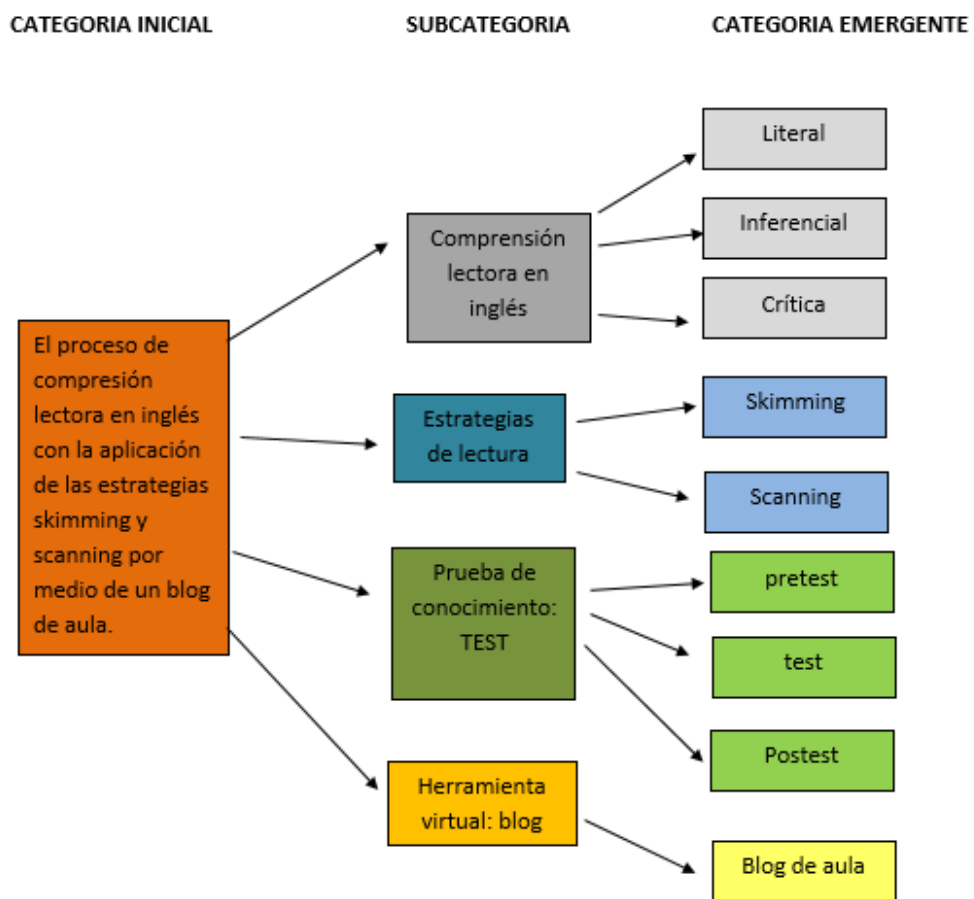 CATEGORIA INICIAL
SUBCATEGORIA
CATEGORIA EMERGENTE
El proceso de
compresión
lectora en inglés
con la aplicación
de las estrategias
skimming y
scanning por
medio de un blog
de aula.
Comprensión
lectora en
inglés
Literal
Inferencial
Crítica
Estrategias
de lectura
Skimming
Scanning
Prueba de
conocimiento:
TEST
pretest
test
Postest
Herramienta
virtual: blog
Blog de aula